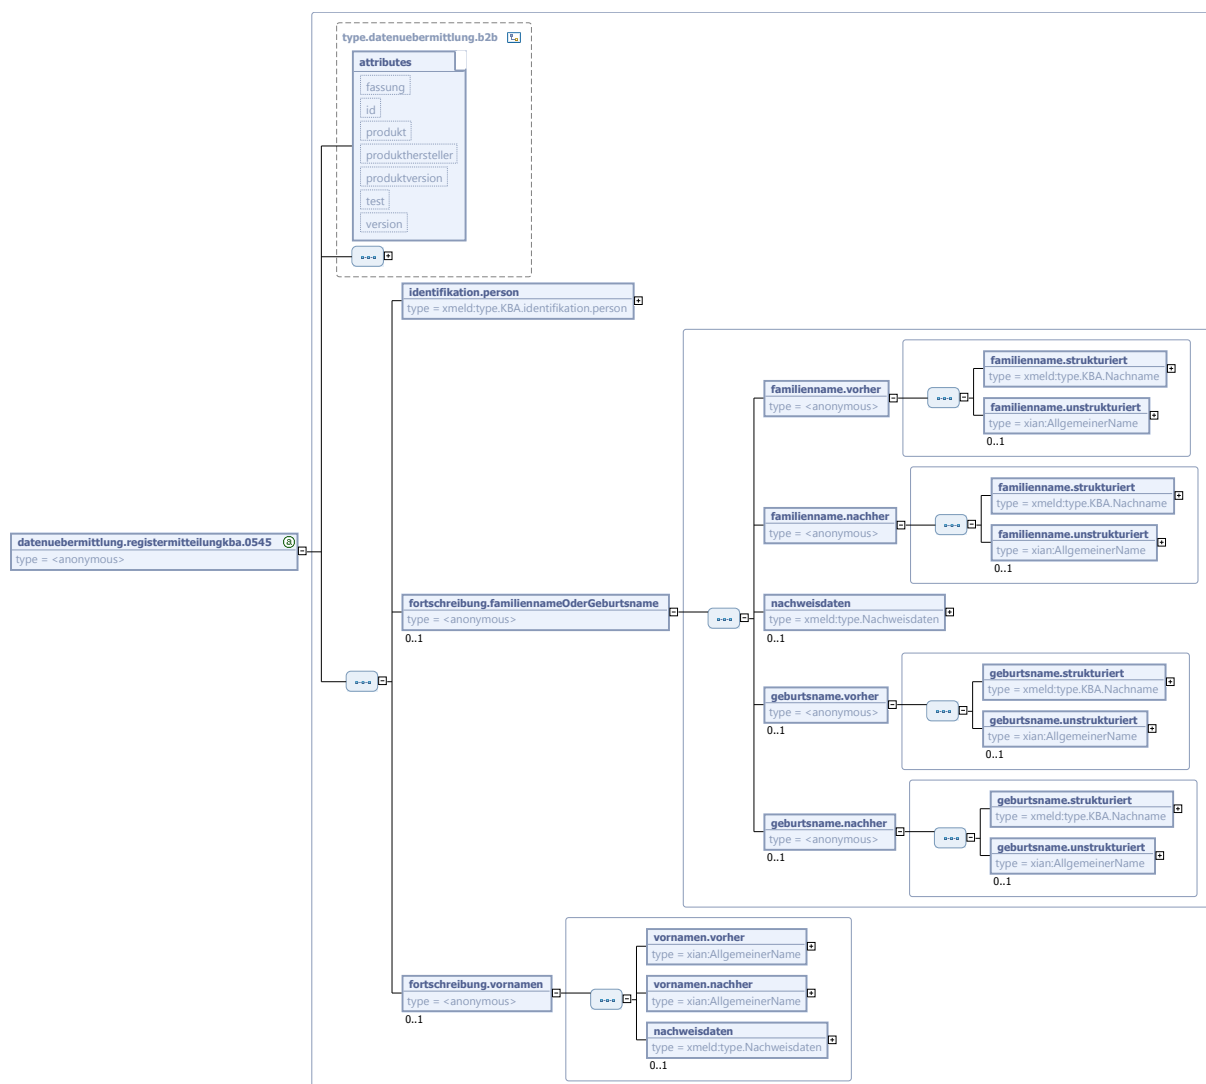 type.datenuebermittlung.b2b
attributes
fassung
id
produkt
produkthersteller
produktversion
test
version
identifikation.person
type = xmeld:type.KBA.identifikation.person
familienname.strukturiert
type = xmeld:type.KBA.Nachname
familienname.vorher
type = <anonymous>
familienname.unstrukturiert
type = xian:AllgemeinerName
0..1
familienname.strukturiert
type = xmeld:type.KBA.Nachname
familienname.nachher
type = <anonymous>
familienname.unstrukturiert
type = xian:AllgemeinerName
0..1
datenuebermittlung.registermitteilungkba.0545 a
type = <anonymous>
fortschreibung.familiennameOderGeburtsname
type = <anonymous>
0..1
nachweisdaten
type = xmeld:type.Nachweisdaten
0..1
geburtsname.strukturiert
type = xmeld:type.KBA.Nachname
geburtsname.vorher
type = <anonymous>
0..1
geburtsname.unstrukturiert
type = xian:AllgemeinerName
0..1
geburtsname.strukturiert
type = xmeld:type.KBA.Nachname
geburtsname.nachher
type = <anonymous>
0..1
geburtsname.unstrukturiert
type = xian:AllgemeinerName
0..1
vornamen.vorher
type = xian:AllgemeinerName
fortschreibung.vornamen
type = <anonymous>
0..1
vornamen.nachher
type = xian:AllgemeinerName
nachweisdaten
type = xmeld:type.Nachweisdaten
0..1